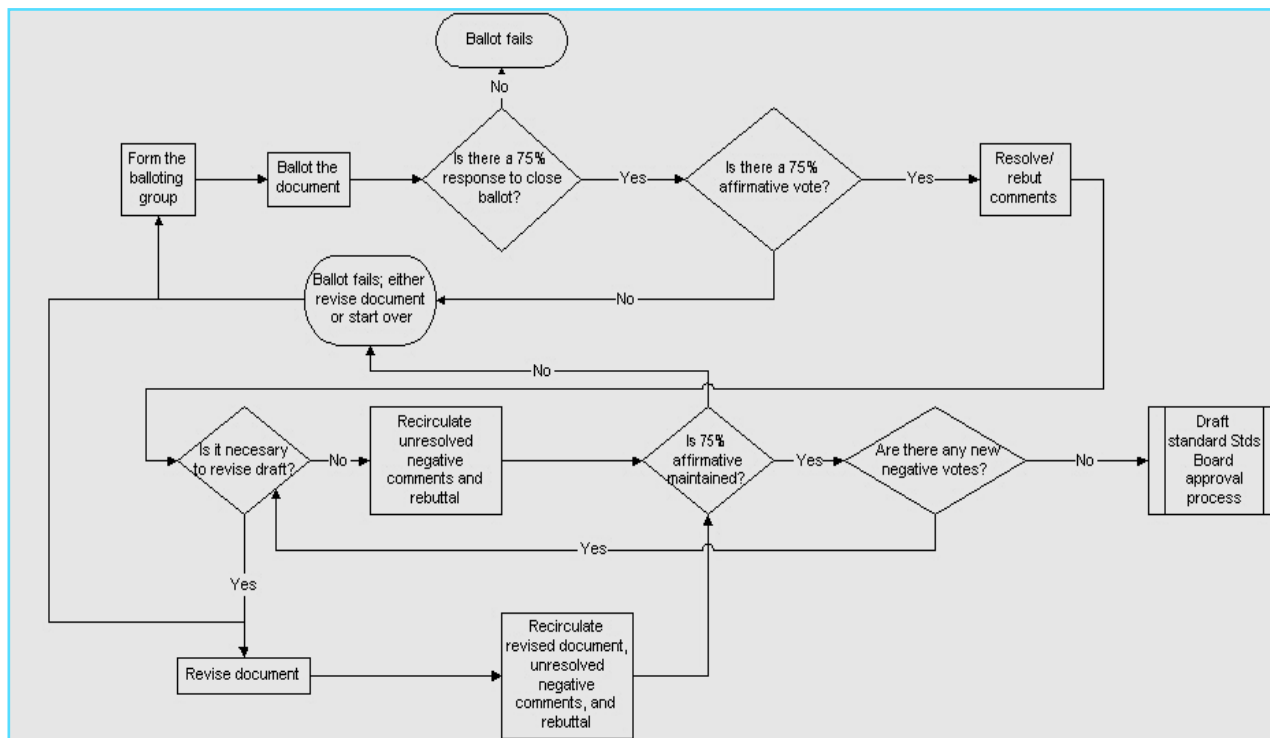 Ballot fails
No
Form the
balloting
group
Ballot the
document
Is there a 75%
response to close
ballot?
Yes
Is there a 75%
affirmative vote?
Yes
Resolve/
rebut
comments
Ballot fails; either
revise document
or start over
No
No
Is it necessary
to revise draft?
No
Recirculate
unresolved
negative
comments and
rebuttal
Is 75%
affirmative
maintained?
Yes
Are there any new
negative votes?
No
Draft
standard Stds
Board
approval
process
Yes
Yes
Revise document
Recirculate
revised document,
unresolved
negative
comments, and
rebuttal